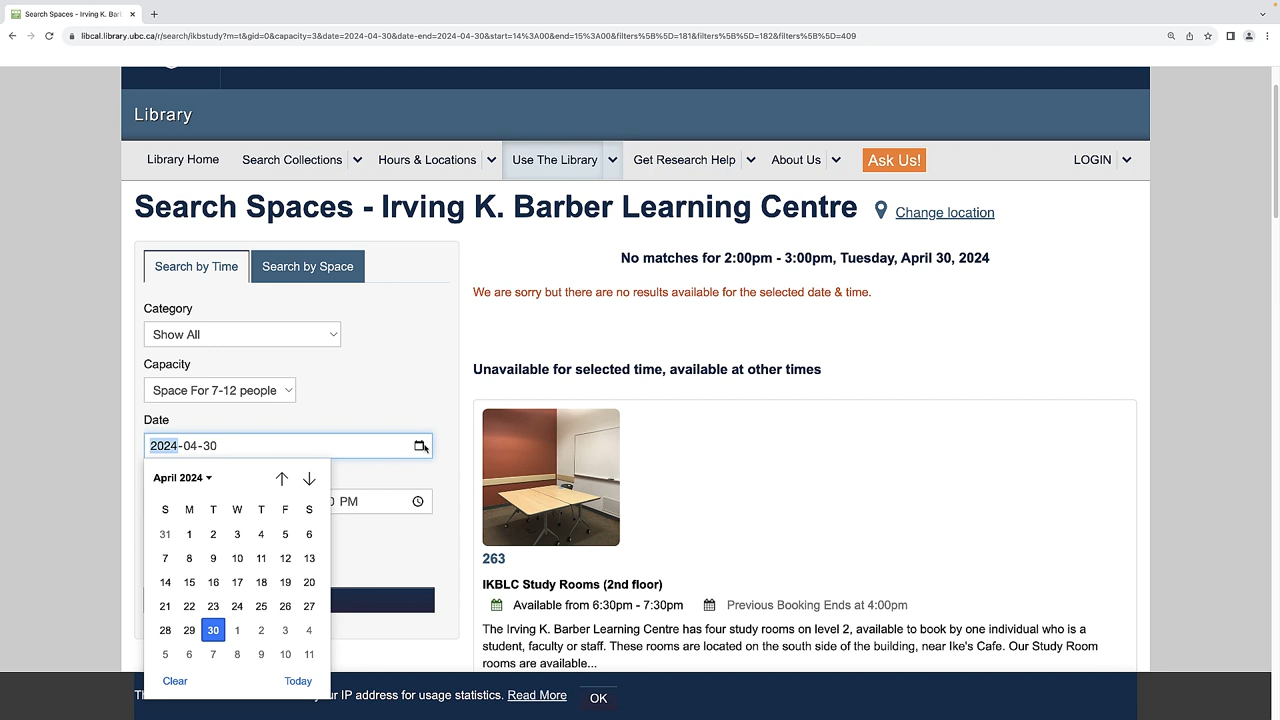 Search Spaces - Irving K. Bar
libcal.library.ubc.ca/r/search/ikbstudy?m=t&gid=0&capacity=3&date=2024-04-30&date-end=2024-04-30&start=14%3A00&end=15%3A00&filters%5B%5D=181&filters%5B%5D=182&filters%5B%5D=409
Library
Library Home Search Collections Hours & Locations Use The Library Get Research Help About Us Ask Us! LOGIN
Search Spaces - Irving K. Barber Learning Centre Change location
Search by Time Search by Space
Category
Show All
Capacity
Space For 7-12 people
Date
2024-04-30
April 2024
PM
S M T W T F S
31 1 2 3 4 5 6
7 8 9 10 11 12 13
14 15 16 17 18 19 20
21 22 23 24 25 26 27
28 29 30 1 2 3 4
5 6 7 8 9 10 11
Clear Today
No matches for 2:00pm - 3:00pm, Tuesday, April 30, 2024
We are sorry but there are no results available for the selected date & time.
Unavailable for selected time, available at other times
263
IKBLC Study Rooms (2nd floor)
Available from 6:30pm - 7:30pm Previous Booking Ends at 4:00pm
The Irving K. Barber Learning Centre has four study rooms on level 2, available to book by one individual who is a
student, faculty or staff. These rooms are located on the south side of the building, near Ike's Cafe. Our Study Room
rooms are available...
IP address for usage statistics. Read More OK